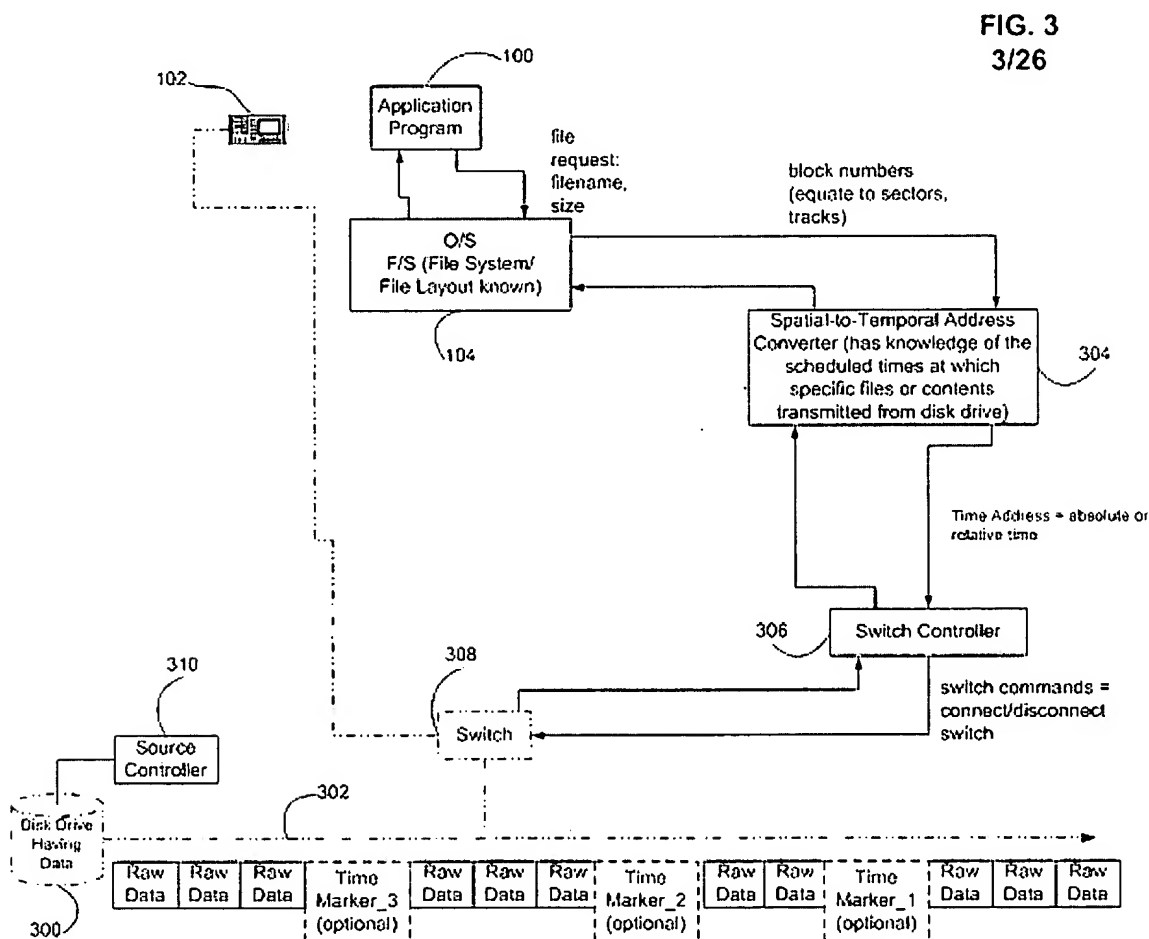 FIG. 3
3/26
100
102
Application
Program
file
request:
filename,
size
block numbers
(equate to sectors,
tracks)
O/S
F/S (File System/
File Layout known)
104
Spatial-to-Temporal Address
Converter (has knowledge of the
scheduled times at which
specific files or contents
transmitted from disk drive)
304
Time Address = absolute or
relative time
306
Switch Controller
switch commands =
connect/disconnect
switch
308
Switch
310
Source
Controller
302
Disk Drive
Having
Data
300
Raw
Data
Raw
Data
Raw
Data
Time
Marker_3
(optional)
Raw
Data
Raw
Data
Raw
Data
Time
Marker_2
(optional)
Raw
Data
Raw
Data
Time
Marker_1
(optional)
Raw
Data
Raw
Data
Raw
Data